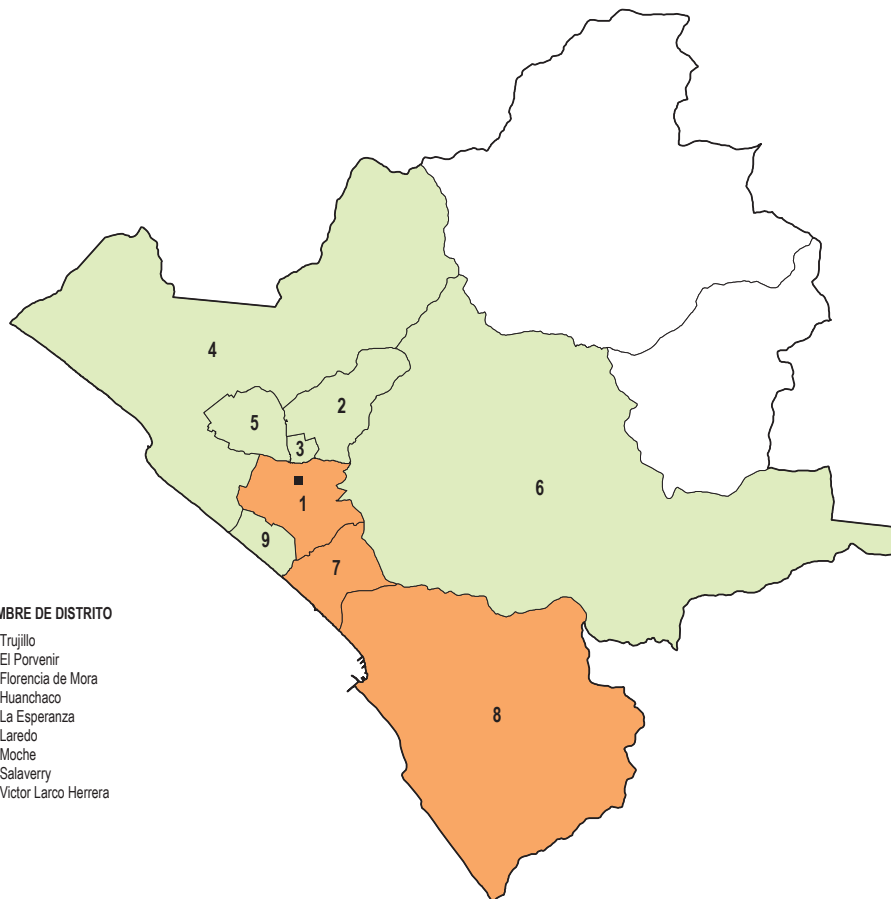 4
2
5
3
6
1
9
7
8
MBRE DE DISTRITO
Trujillo
El Porvenir
Florencia de Mora
Huanchaco
La Esperanza
Laredo
Moche
Salaverry
Victor Larco Herrera